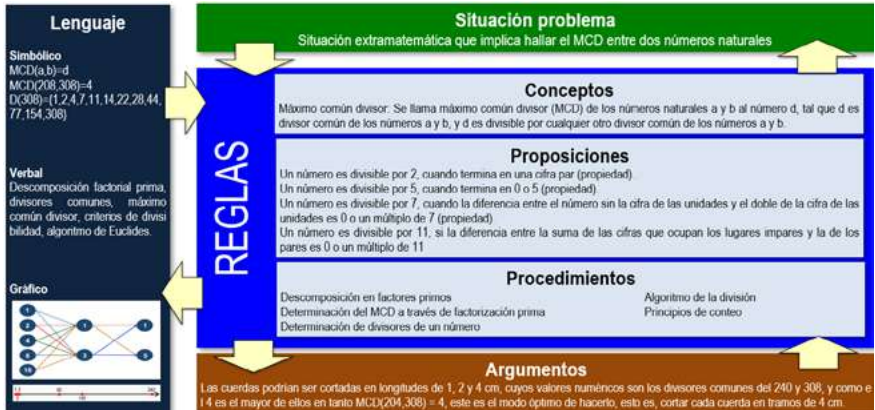 Lenguaje
Simbólico
MCD(a,b)=d
MCD(208,308)=4
D(308)={1,2,4,7,11,14,22,28,44,
77,154,308}
Verbal
Descomposición factorial prima,
divisores comunes, máximo
común divisor, criterios de divisi
bilidad, algoritmo de Euclides.
Gráfico
Situación problema
Situación extramatemática que implica hallar el MCD entre dos números naturales
REGLAS
Conceptos
Máximo común divisor: Se llama máximo común divisor (MCD) de los números naturales a y b al número d, tal que d es
divisor común de los números a y b, y d es divisible por cualquier otro divisor común de los números a y b.
Proposiciones
Un número es divisible por 2, cuando termina en una cifra par (propiedad).
Un número es divisible por 5, cuando termina en 0 o 5 (propiedad)
Un número es divisible por 7, cuando la diferencia entre el número sin la cifra de las unidades y el doble de la cifra de las
unidades es 0 o un múltiplo de 7 (propiedad)
Un número es divisible por 11, si la diferencia entre la suma de las cifras que ocupan los lugares impares y la de los
pares es 0 o un múltiplo de 11
Procedimientos
Descomposición en factores primos
Determinación del MCD a través de factorización prima
Determinación de divisores de un número
Algoritmo de la división
Principios de conteo
Argumentos
Las cuerdas podrían ser cortadas en longitudes de 1, 2 y 4 cm, cuyos valores numéricos son los divisores comunes del 240 y 308, y como e
l 4 es el mayor de ellos en tanto MCD(204,308) = 4, este es el modo óptimo de hacerlo, esto es, cortar cada cuerda en tramos de 4 cm.